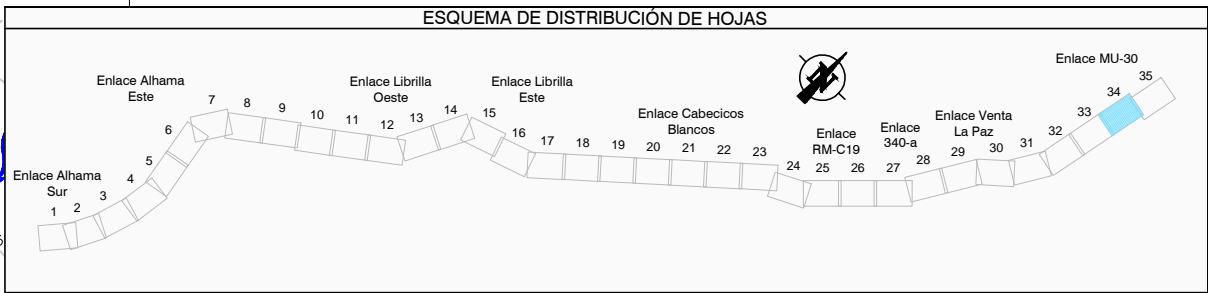 ESQUEMA DE DISTRIBUCIÓN DE HOJAS
Enlace Alhama
Sur
1
2
3
4
5
6
Enlace Alhama
Este
7
8
9
10
11
12
Enlace Librilla
Oeste
13
14
Enlace Librilla
Este
15
16
17
18
19
20
21
22
23
Enlace Cabecicos
Blancos
24
25
26
27
Enlace
RM-C19
Enlace
340-a
28
29
30
Enlace Venta
La Paz
31
32
33
34
35
Enlace MU-30